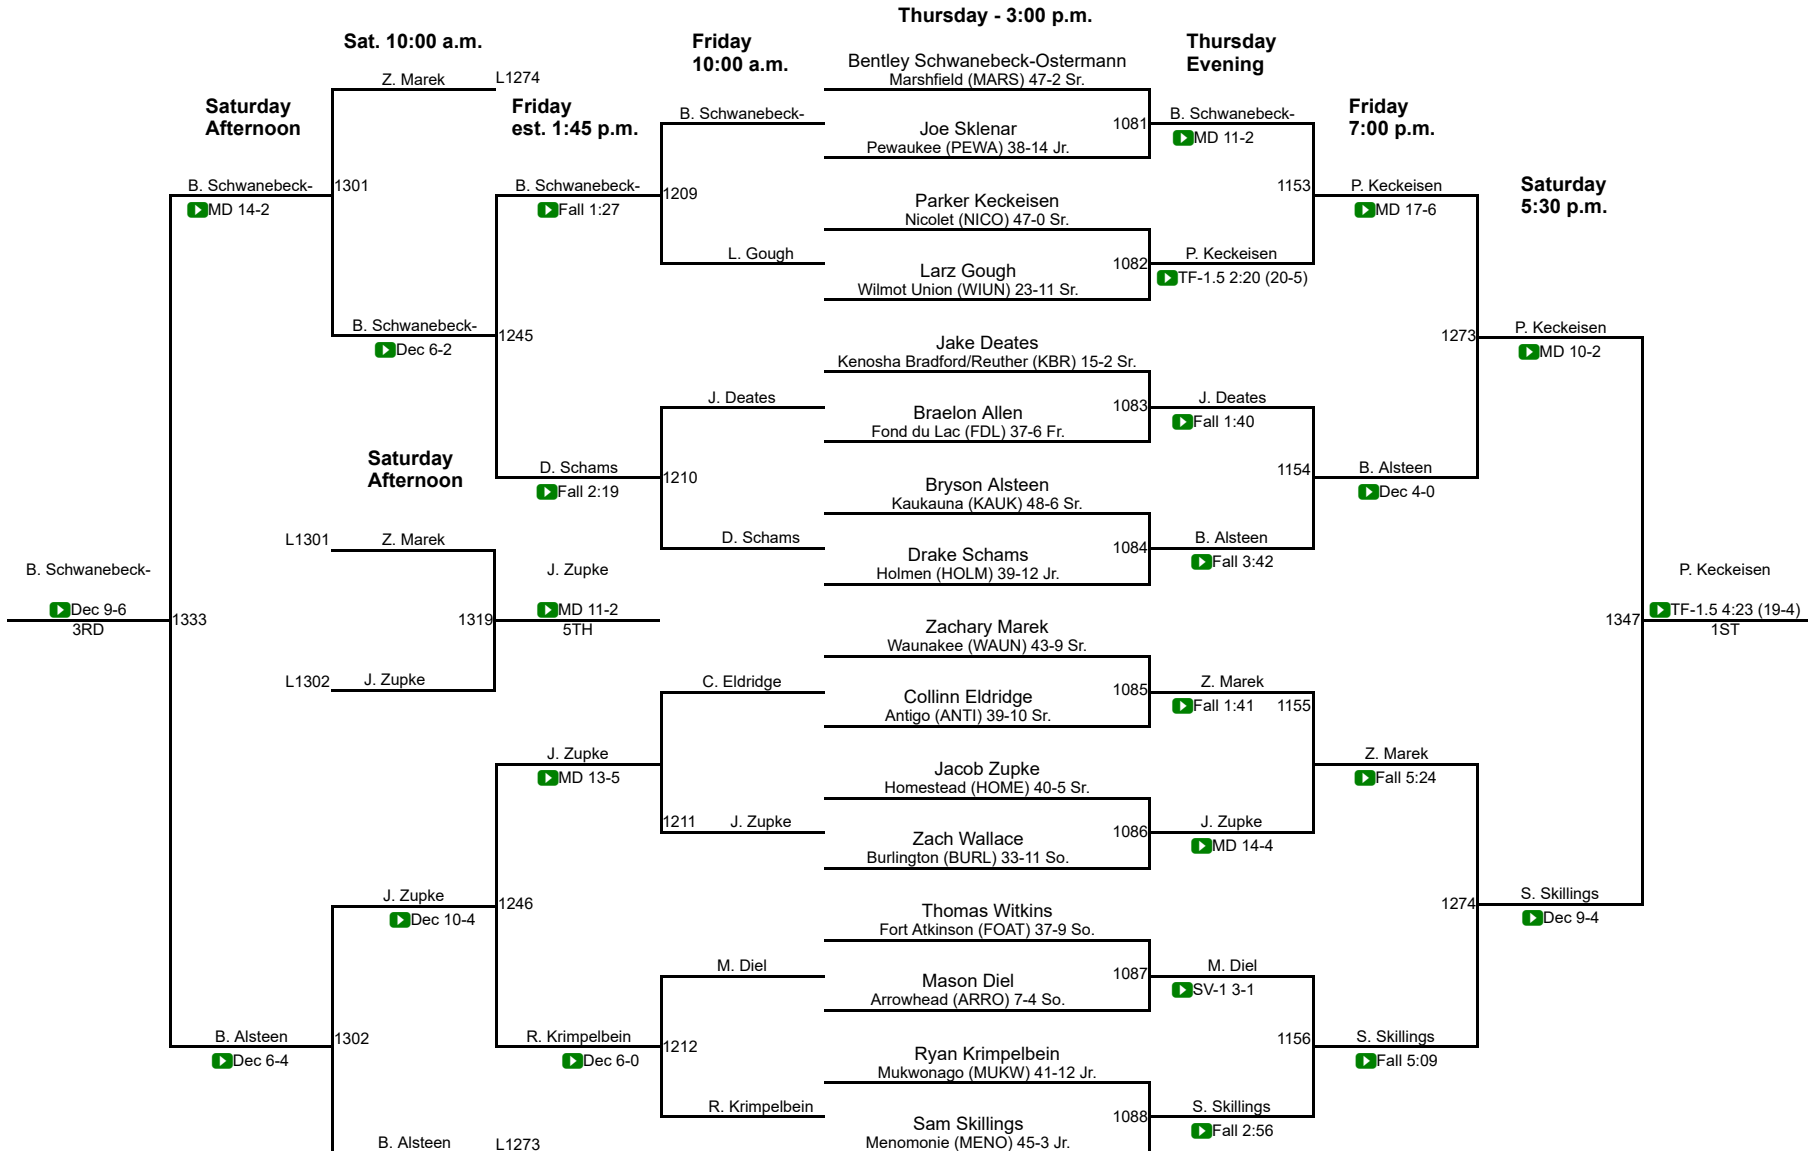 Thursday - 3:00 p.m.
Sat. 10:00 a.m.
Friday
10:00 a.m.
Thursday
Evening
Saturday
Afternoon
Friday
est. 1:45 p.m.
Friday
7:00 p.m.
Saturday
5:30 p.m.
Saturday
Afternoon
Bentley Schwanebeck-Ostermann
Marshfield (MARS) 47-2 Sr.
1081
Joe Sklenar
Pewaukee (PEWA) 38-14 Jr.
Parker Keckeisen
Nicolet (NICO) 47-0 Sr.
1082
Larz Gough
Wilmot Union (WIUN) 23-11 Sr.
Jake Deates
Kenosha Bradford/Reuther (KBR) 15-2 Sr.
1083
Braelon Allen
Fond du Lac (FDL) 37-6 Fr.
Bryson Alsteen
Kaukauna (KAUK) 48-6 Sr.
1084
Drake Schams
Holmen (HOLM) 39-12 Jr.
Zachary Marek
Waunakee (WAUN) 43-9 Sr.
1085
Collinn Eldridge
Antigo (ANTI) 39-10 Sr.
Jacob Zupke
Homestead (HOME) 40-5 Sr.
1086
Zach Wallace
Burlington (BURL) 33-11 So.
Thomas Witkins
Fort Atkinson (FOAT) 37-9 So.
1087
Mason Diel
Arrowhead (ARRO) 7-4 So.
Ryan Krimpelbein
Mukwonago (MUKW) 41-12 Jr.
1088
Sam Skillings
Menomonie (MENO) 45-3 Jr.
B. Schwanebeck-
MD 11-2
1153
P. Keckeisen
TF-1.5 2:20 (20-5)
J. Deates
Fall 1:40
1154
B. Alsteen
Fall 3:42
Z. Marek
Fall 1:41
1155
J. Zupke
MD 14-4
M. Diel
SV-1 3-1
1156
S. Skillings
Fall 2:56
P. Keckeisen
MD 17-6
1273
B. Alsteen
Dec 4-0
Z. Marek
Fall 5:24
1274
S. Skillings
Fall 5:09
P. Keckeisen
MD 10-2
1347
S. Skillings
Dec 9-4
P. Keckeisen
TF-1.5 4:23 (19-4)
1ST
B. Schwanebeck-
1209
L. Gough
J. Deates
1210
D. Schams
C. Eldridge
1211
J. Zupke
M. Diel
1212
R. Krimpelbein
B. Schwanebeck-
Fall 1:27
1245
D. Schams
Fall 2:19
J. Zupke
MD 13-5
1246
R. Krimpelbein
Dec 6-0
Z. Marek
L1274
1301
B. Schwanebeck-
Dec 6-2
J. Zupke
Dec 10-4
1302
B. Alsteen
L1273
B. Schwanebeck-
MD 14-2
1333
B. Alsteen
Dec 6-4
B. Schwanebeck-
Dec 9-6
3RD
L1301
Z. Marek
1319
L1302
J. Zupke
J. Zupke
MD 11-2
5TH